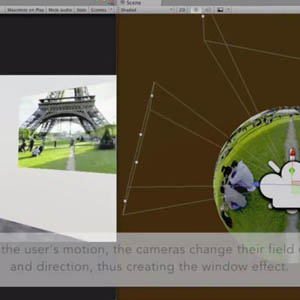 Maximize on Play Mute audio Stats Gizmos
Scene
Shaded 2D
the user's motion, the cameras change their field
and direction, thus creating the window effect.